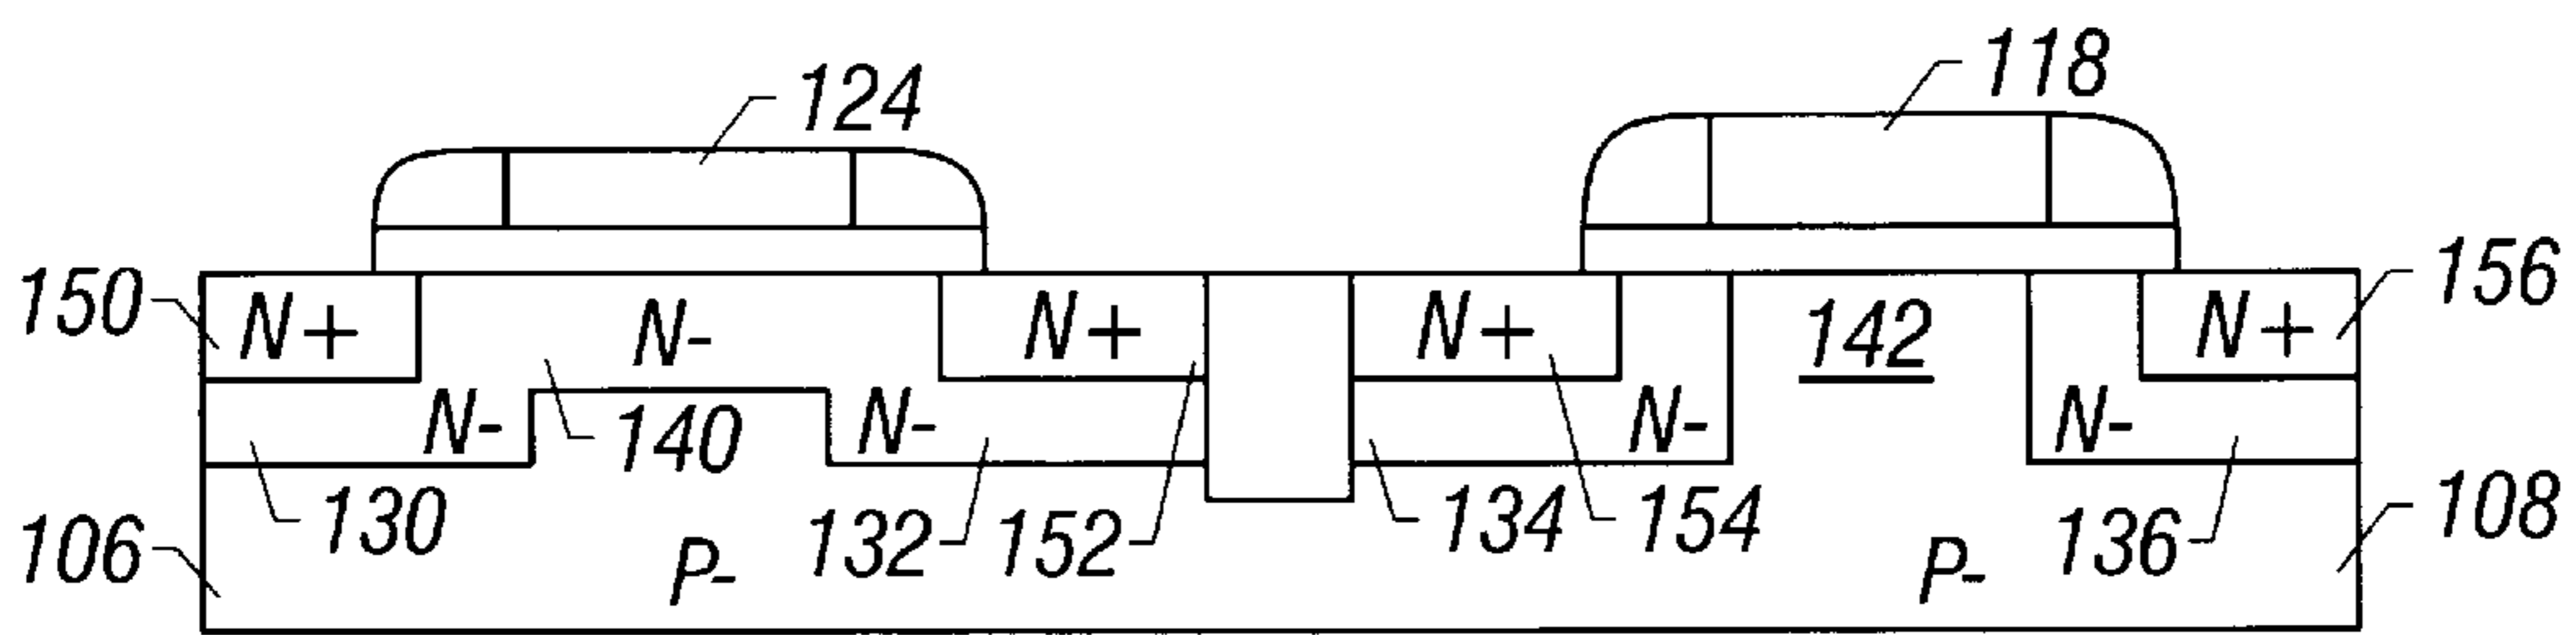 118
124
150 N+ N- N+ N+ 142 N+ 156
N- 140 N- N- N-
130 132 152 134 154 136 108
106 P- P-